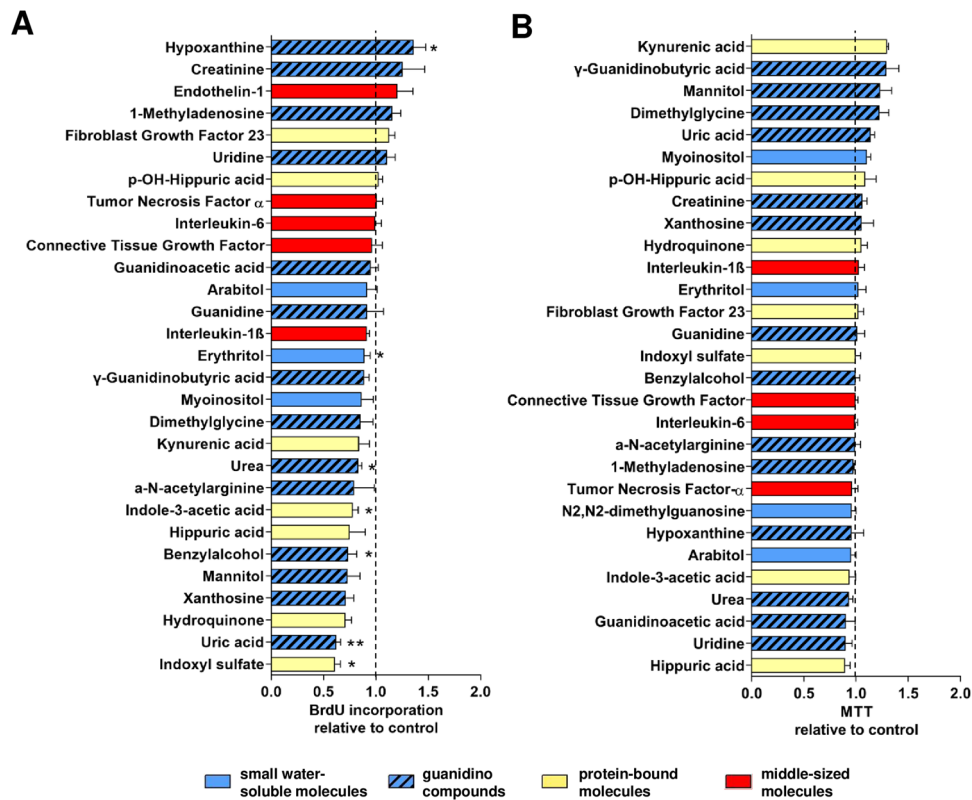 A
Hypoxanthine
*
Creatinine
Endothelin-1
1-Methyladenosine
Fibroblast Growth Factor 23
Uridine
p-OH-Hippuric acid
Tumor Necrosis Factor α
Interleukin-6
Connective Tissue Growth Factor
Guanidinoacetic acid
Arabitol
Guanidine
Interleukin-1ß
Erythritol
*
γ-Guanidinobutyric acid
Myoinositol
Dimethylglycine
Kynurenic acid
Urea
*
a-N-acetylarginine
Indole-3-acetic acid
*
Hippuric acid
Benzylalcohol
*
Mannitol
Xanthosine
Hydroquinone
Uric acid
**
Indoxyl sulfate
*
0.0 0.5 1.0 1.5 2.0
BrdU incorporation
relative to control
B
Kynurenic acid
γ-Guanidinobutyric acid
Mannitol
Dimethylglycine
Uric acid
Myoinositol
p-OH-Hippuric acid
Creatinine
Xanthosine
Hydroquinone
Interleukin-1ß
Erythritol
Fibroblast Growth Factor 23
Guanidine
Indoxyl sulfate
Benzylalcohol
Connective Tissue Growth Factor
Interleukin-6
a-N-acetylarginine
1-Methyladenosine
Tumor Necrosis Factor-α
N2,N2-dimethylguanosine
Hypoxanthine
Arabitol
Indole-3-acetic acid
Urea
Guanidinoacetic acid
Uridine
Hippuric acid
0.0 0.5 1.0 1.5 2.0
MTT
relative to control
small water-
soluble molecules
guanidino
compounds
protein-bound
molecules
middle-sized
molecules